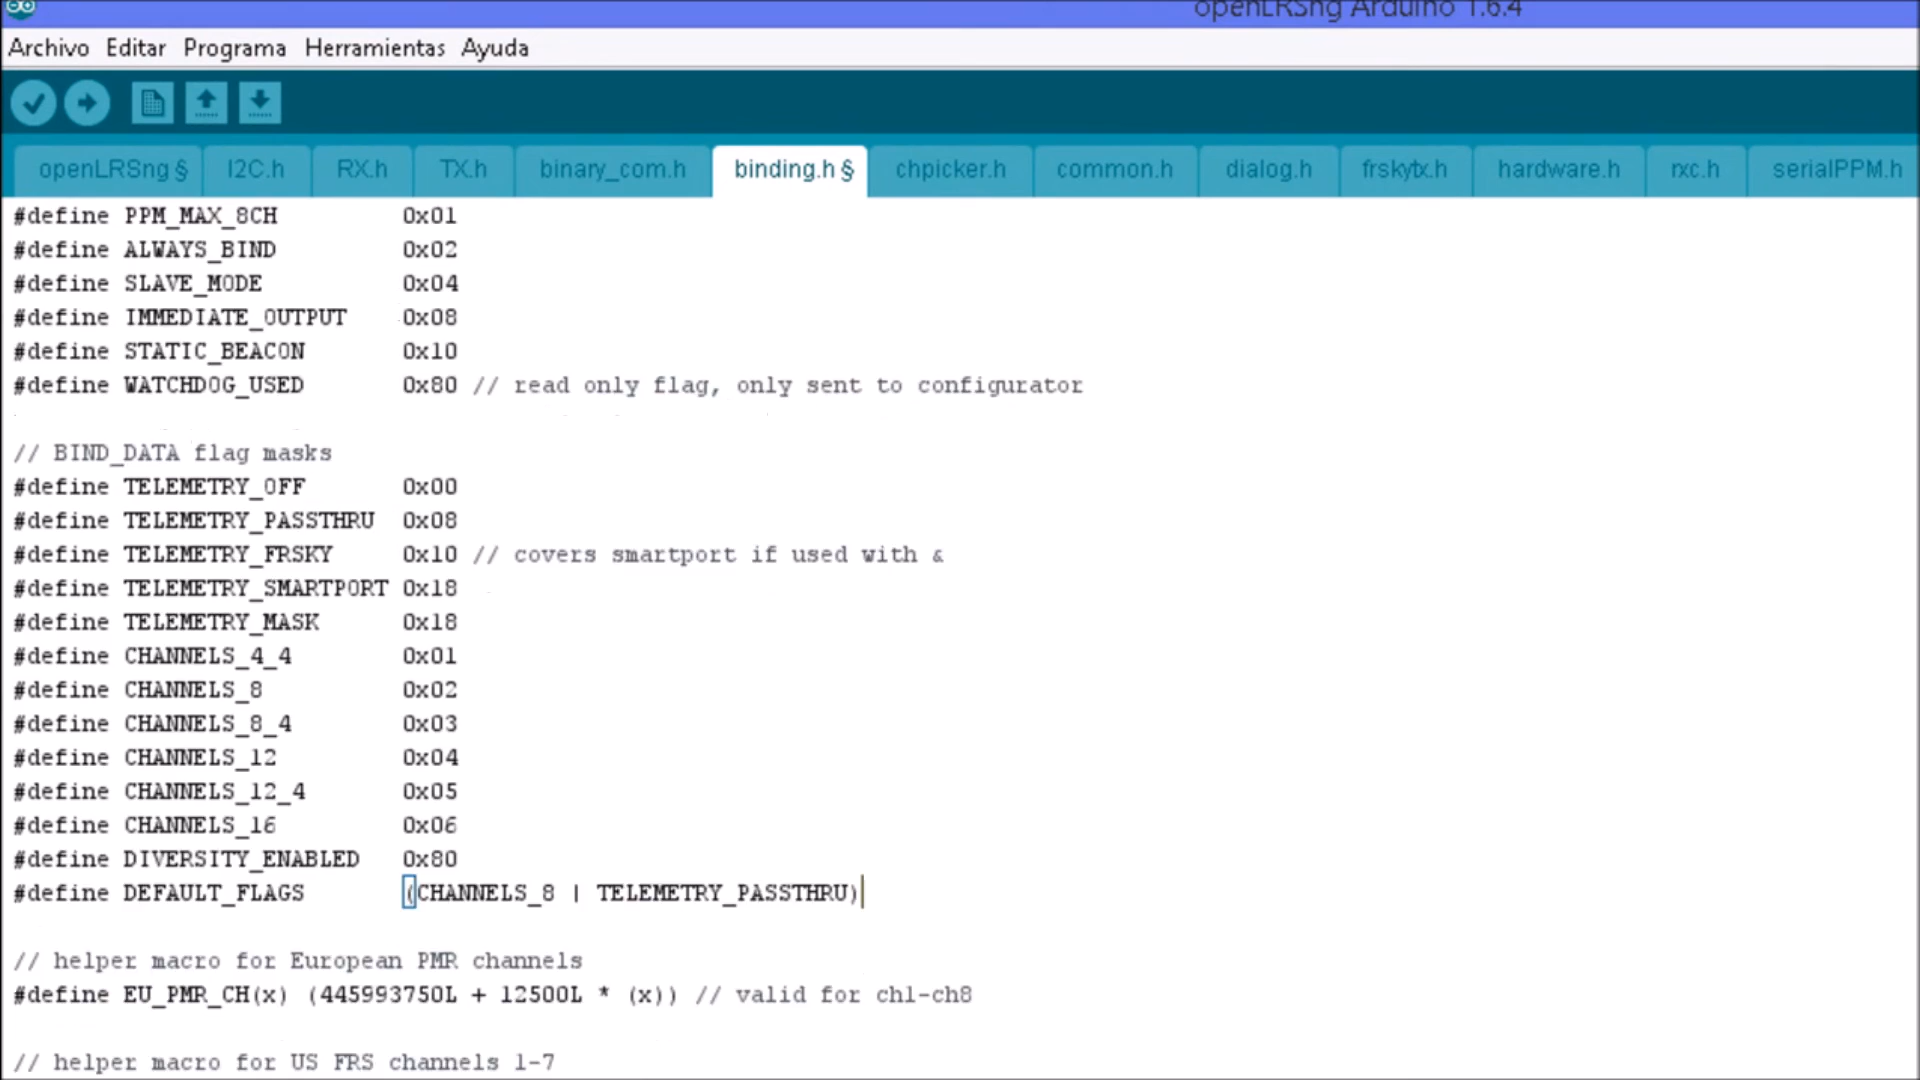 openLRSng Arduino 1.6.4
Archivo Editar Programa Herramientas Ayuda
openLRSng § I2C.h RX.h TX.h binary_com.h binding.h § chpicker.h common.h dialog.h frskytx.h hardware.h rxc.h serialPPM.h
#define PPM_MAX_8CH 0x01
#define ALWAYS_BIND 0x02
#define SLAVE_MODE 0x04
#define IMMEDIATE_OUTPUT 0x08
#define STATIC_BEACON 0x10
#define WATCHDOG_USED 0x80 // read only flag, only sent to configurator
// BIND_DATA flag masks
#define TELEMETRY_OFF 0x00
#define TELEMETRY_PASSTHRU 0x08
#define TELEMETRY_FRSKY 0x10 // covers smartport if used with &
#define TELEMETRY_SMARTPORT 0x18
#define TELEMETRY_MASK 0x18
#define CHANNELS_4_4 0x01
#define CHANNELS_8 0x02
#define CHANNELS_8_4 0x03
#define CHANNELS_12 0x04
#define CHANNELS_12_4 0x05
#define CHANNELS_16 0x06
#define DIVERSITY_ENABLED 0x80
#define DEFAULT_FLAGS (CHANNELS_8 | TELEMETRY_PASSTHRU)
// helper macro for European PMR channels
#define EU_PMR_CH(x) (445993750L + 12500L * (x)) // valid for ch1-ch8
// helper macro for US FRS channels 1-7